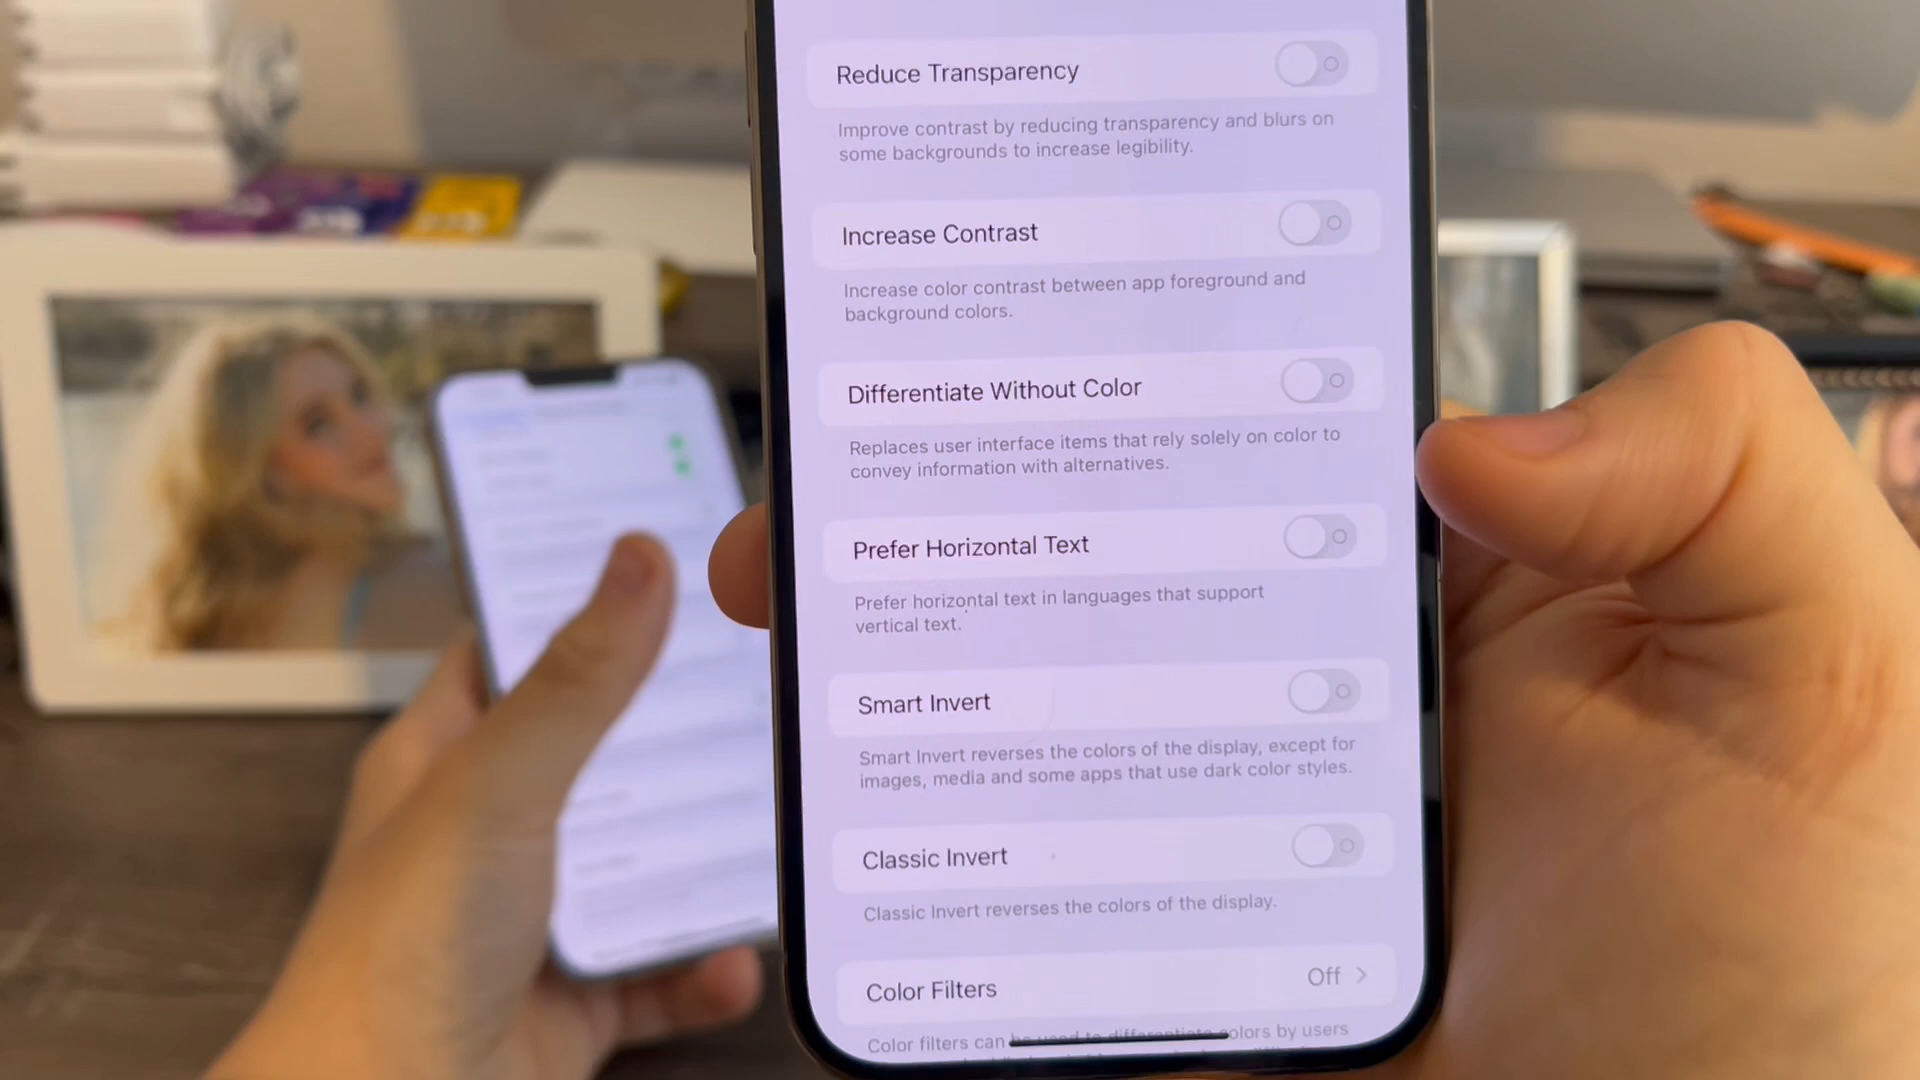 Reduce Transparency
Improve contrast by reducing transparency and blurs on
some backgrounds to increase legibility.
Increase Contrast
Increase color contrast between app foreground and
background colors.
Differentiate Without Color
Replaces user interface items that rely solely on color to
convey information with alternatives.
Prefer Horizontal Text
Prefer horizontal text in languages that support
vertical text.
Smart Invert
Smart Invert reverses the colors of the display, except for
images, media and some apps that use dark color styles.
Classic Invert
Classic Invert reverses the colors of the display.
Color Filters Off
Color filters can be used to differentiate colors by users